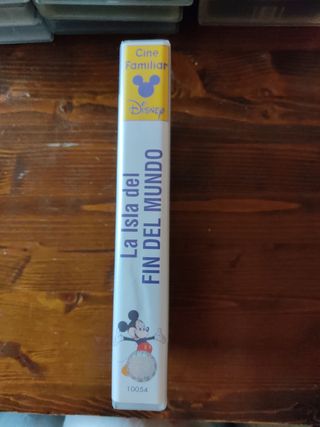 Cine
Familiar
Disney
La Isla del
FIN DEL MUNDO
10054